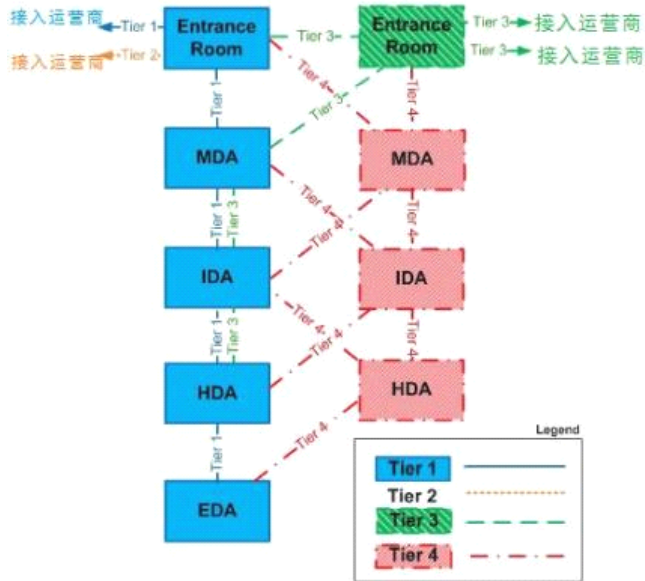 接入运营商
Tier 1
Entrance
Room
Tier 3
Entrance
Room
Tier 3
接入运营商
接入运营商
Tier 2
Tier 3
接入运营商
Tier 1
Tier 4
Tier 3
Tier 4
MDA
MDA
Tier 1
Tier 3
Tier 4
Tier 4
Tier 4
IDA
IDA
Tier 1
Tier 3
Tier 4
Tier 4
Tier 4
HDA
HDA
Tier 1
Tier 4
Legend
EDA
Tier 1
Tier 2
Tier 3
Tier 4